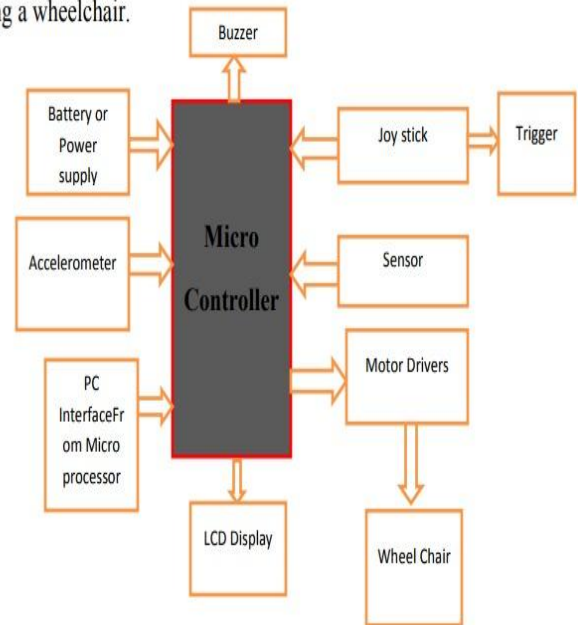 ng a wheelchair.
Buzzer
Battery or
Power
supply
Joy stick
Trigger
Accelerometer
Micro
Controller
Sensor
PC
InterfaceFr
om Micro
processor
Motor Drivers
LCD Display
Wheel Chair